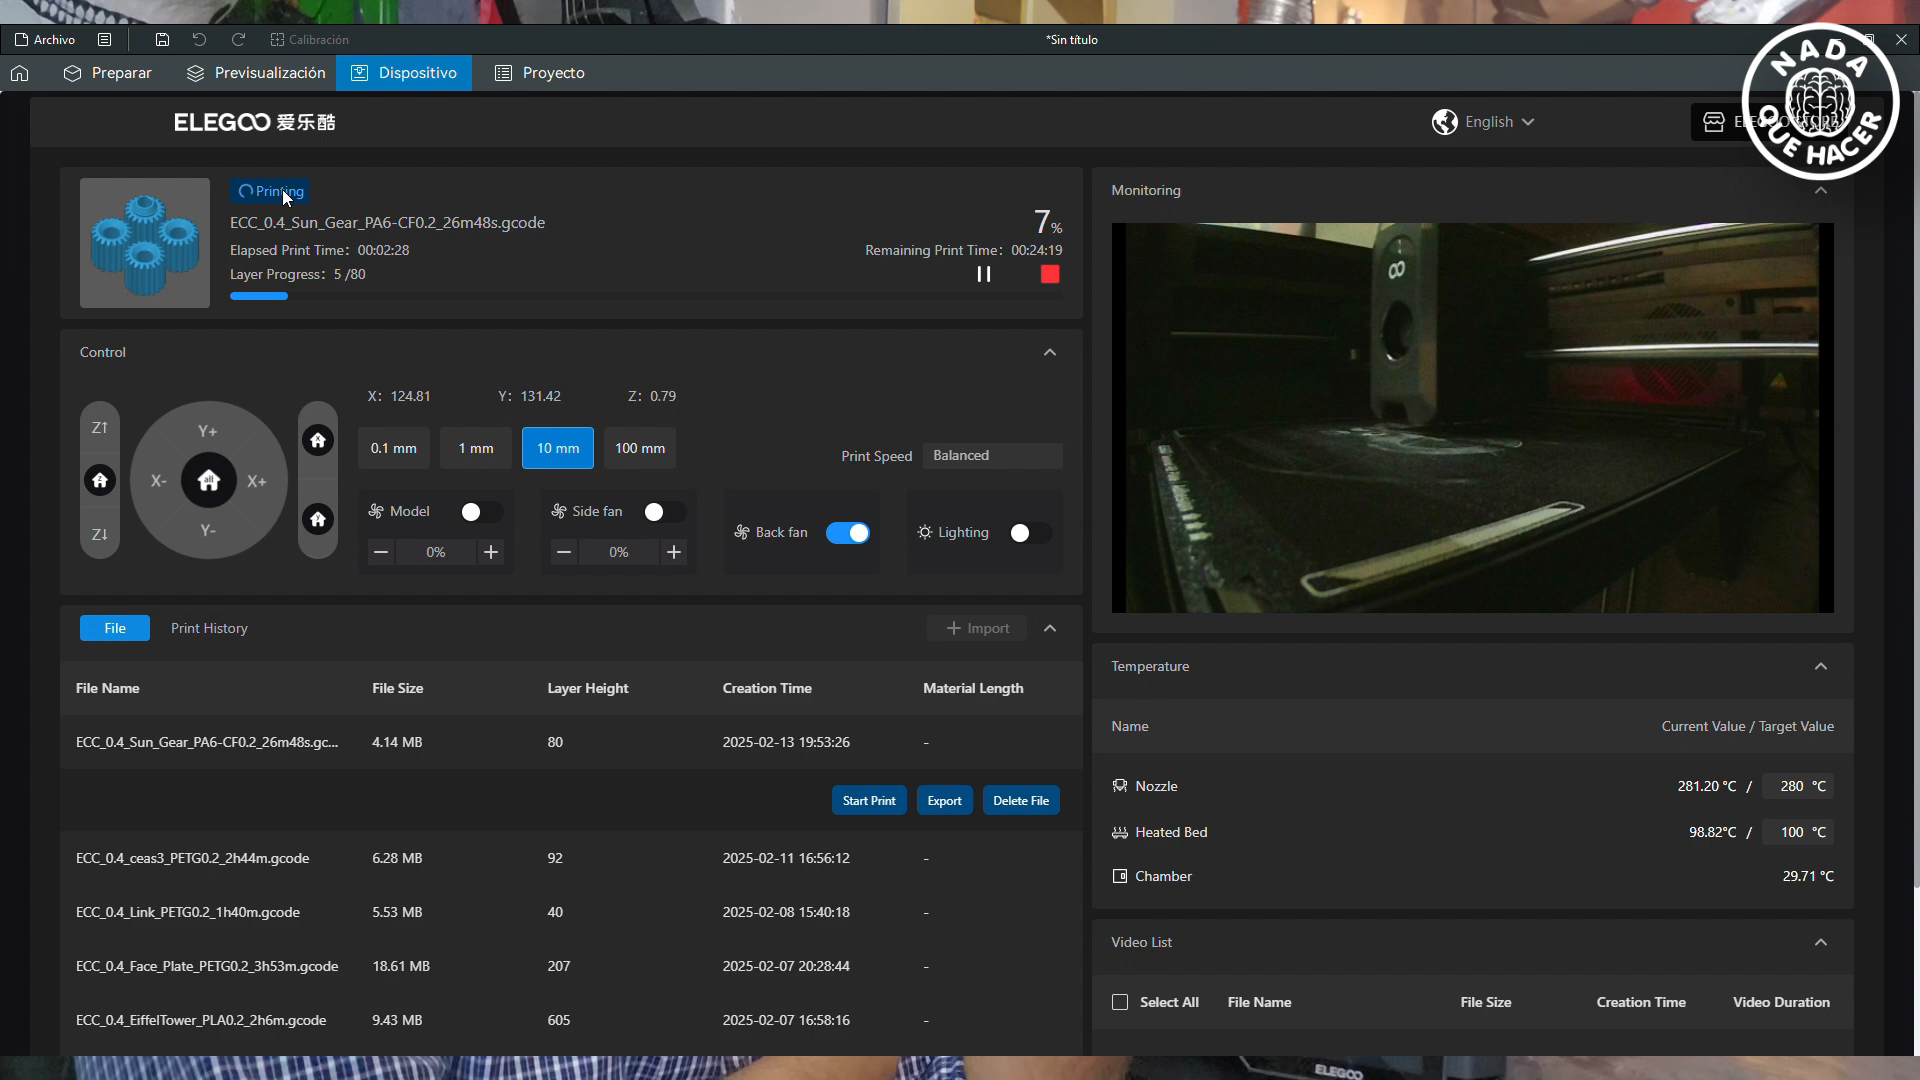 Archivo
Calibración
*Sin título
Preparar
Previsualización
Dispositivo
Proyecto
NADA
QUE HACER
ELEGOO 爱乐酷
English
Printing
ECC_0.4_Sun_Gear_PA6-CF0.2_26m48s.gcode
7%
Elapsed Print Time: 00:02:28
Remaining Print Time: 00:24:19
Layer Progress: 5 /80
Control
X: 124.81
Y: 131.42
Z: 0.79
Z↑
Z↓
Y+
X-
all
X+
Y-
X
Y
Z
0.1 mm
1 mm
10 mm
100 mm
Print Speed
Balanced
Model
0%
Side fan
0%
Back fan
Lighting
File
Print History
Import
File Name
File Size
Layer Height
Creation Time
Material Length
ECC_0.4_Sun_Gear_PA6-CF0.2_26m48s.gc...
4.14 MB
80
2025-02-13 19:53:26
-
Start Print
Export
Delete File
ECC_0.4_ceas3_PETG0.2_2h44m.gcode
6.28 MB
92
2025-02-11 16:56:12
-
ECC_0.4_Link_PETG0.2_1h40m.gcode
5.53 MB
40
2025-02-08 15:40:18
-
ECC_0.4_Face_Plate_PETG0.2_3h53m.gcode
18.61 MB
207
2025-02-07 20:28:44
-
ECC_0.4_EiffelTower_PLA0.2_2h6m.gcode
9.43 MB
605
2025-02-07 16:58:16
-
Monitoring
Temperature
Name
Current Value / Target Value
Nozzle
281.20 °C / 280 °C
Heated Bed
98.82°C / 100 °C
Chamber
29.71 °C
Video List
Select All
File Name
File Size
Creation Time
Video Duration
ELEGOO